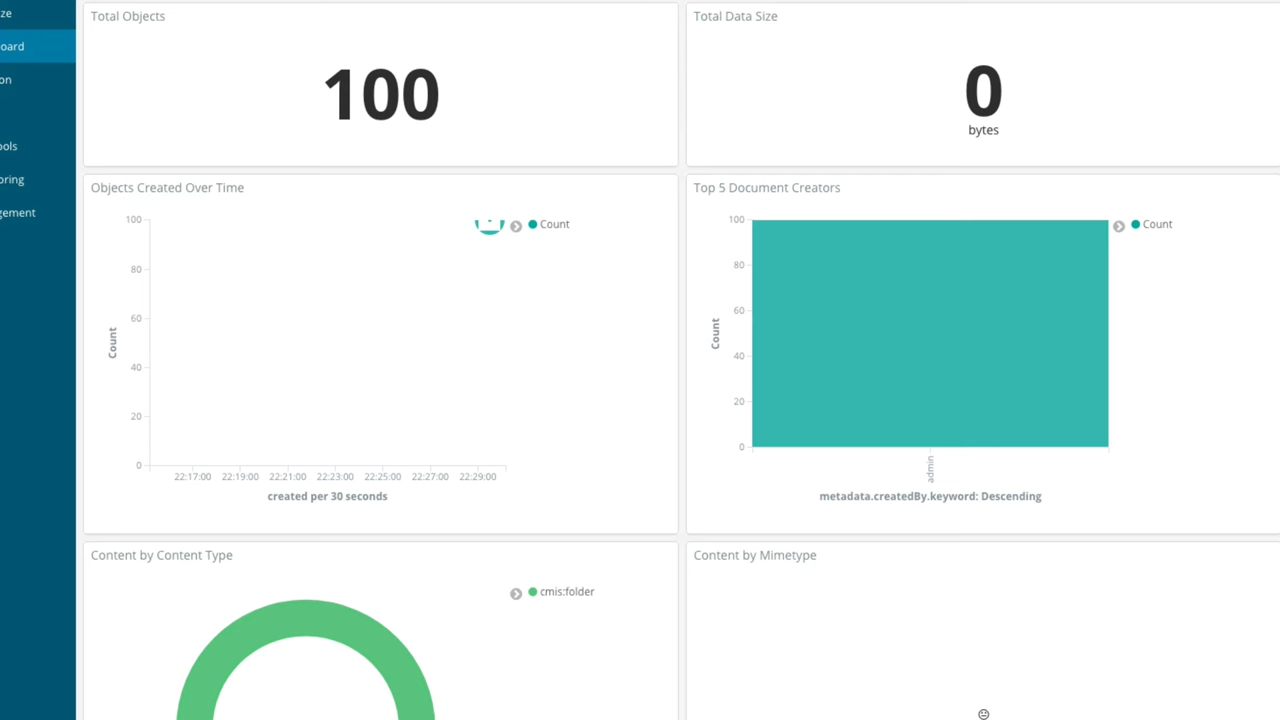 ze
oard
on
ols
oring
gement
Total Objects
100
Total Data Size
0
bytes
Objects Created Over Time
100
80
60
40
20
0
Count
22:17:00 22:19:00 22:21:00 22:23:00 22:25:00 22:27:00 22:29:00
created per 30 seconds
Count
Top 5 Document Creators
100
80
60
40
20
0
Count
admin
metadata.createdBy.keyword: Descending
Count
Content by Content Type
cmis:folder
Content by Mimetype